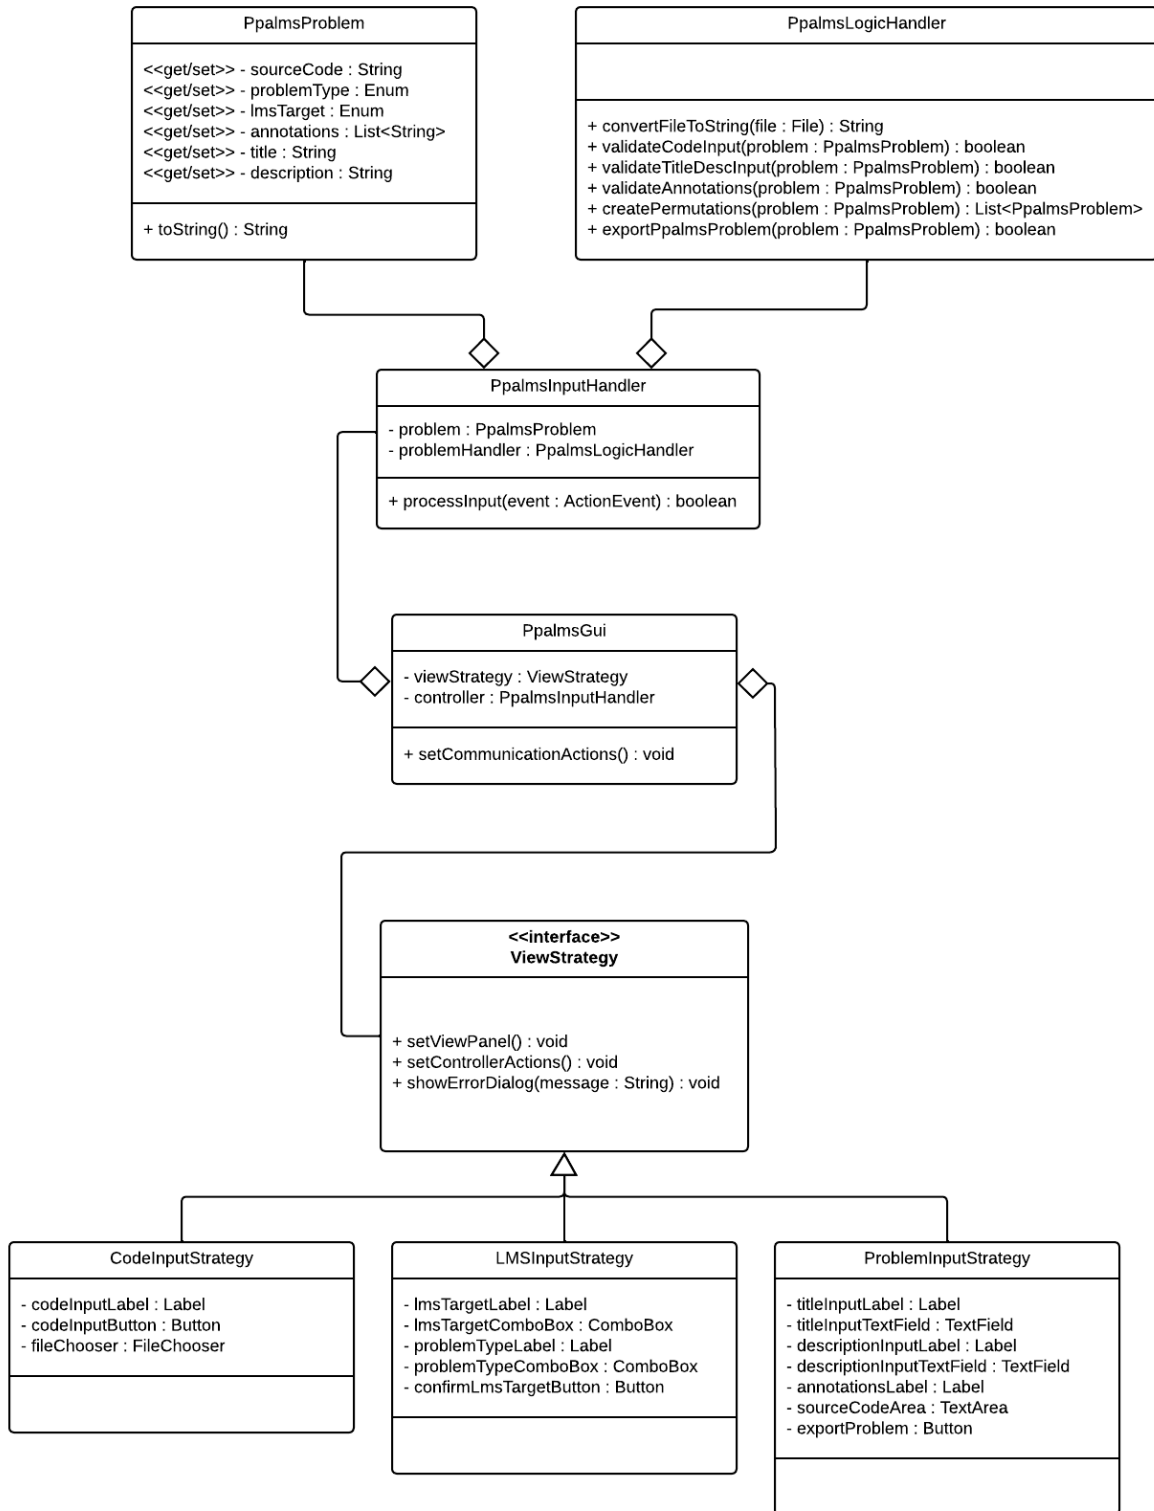 PpalmsProblem
<<get/set>> - sourceCode : String
<<get/set>> - problemType : Enum
<<get/set>> - lmsTarget : Enum
<<get/set>> - annotations : List<String>
<<get/set>> - title : String
<<get/set>> - description : String
+ toString() : String
PpalmsLogicHandler
+ convertFileToString(file : File) : String
+ validateCodeInput(problem : PpalmsProblem) : boolean
+ validateTitleDescInput(problem : PpalmsProblem) : boolean
+ validateAnnotations(problem : PpalmsProblem) : boolean
+ createPermutations(problem : PpalmsProblem) : List<PpalmsProblem>
+ exportPpalmsProblem(problem : PpalmsProblem) : boolean
PpalmsInputHandler
- problem : PpalmsProblem
- problemHandler : PpalmsLogicHandler
+ processInput(event : ActionEvent) : boolean
PpalmsGui
- viewStrategy : ViewStrategy
- controller : PpalmsInputHandler
+ setCommunicationActions() : void
<<interface>>
ViewStrategy
+ setViewPanel() : void
+ setControllerActions() : void
+ showErrorDialog(message : String) : void
CodeInputStrategy
- codeInputLabel : Label
- codeInputButton : Button
- fileChooser : FileChooser
LMSInputStrategy
- lmsTargetLabel : Label
- lmsTargetComboBox : ComboBox
- problemTypeLabel : Label
- problemTypeComboBox : ComboBox
- confirmLmsTargetButton : Button
ProblemInputStrategy
- titleInputLabel : Label
- titleInputTextField : TextField
- descriptionInputLabel : Label
- descriptionInputTextField : TextField
- annotationsLabel : Label
- sourceCodeArea : TextArea
- exportProblem : Button